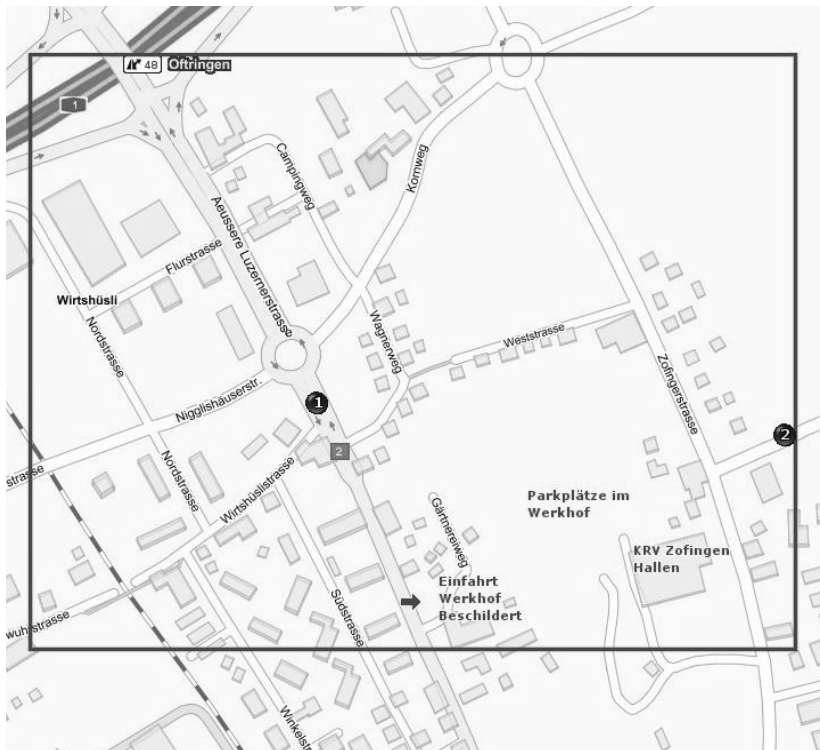 48 Oftringen
1
Campingweg
Kornweg
Aeussere Luzernerstrasse
Flurstrasse
Wirtshüsli
Nordstrasse
Wagnerweg
Weststrasse
Zofingerstrasse
Nigglishäuserstr.
1
2
2
strasse
Nordstrasse
Wirtshüslistrasse
Parkplätze im
Werkhof
Gärtnereiweg
KRV Zofingen
Hallen
Einfahrt
Werkhof
Beschildert
Südstrasse
wuhrstrasse
Winkelstr